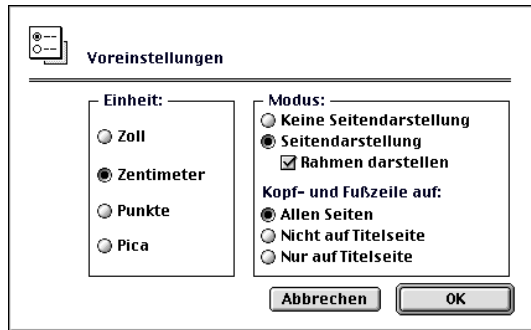 Voreinstellungen
Einheit:
Zoll
Zentimeter
Punkte
Pica
Modus:
Keine Seitendarstellung
Seitendarstellung
Rahmen darstellen
Kopf- und Fußzeile auf:
Allen Seiten
Nicht auf Titelseite
Nur auf Titelseite
Abbrechen
OK